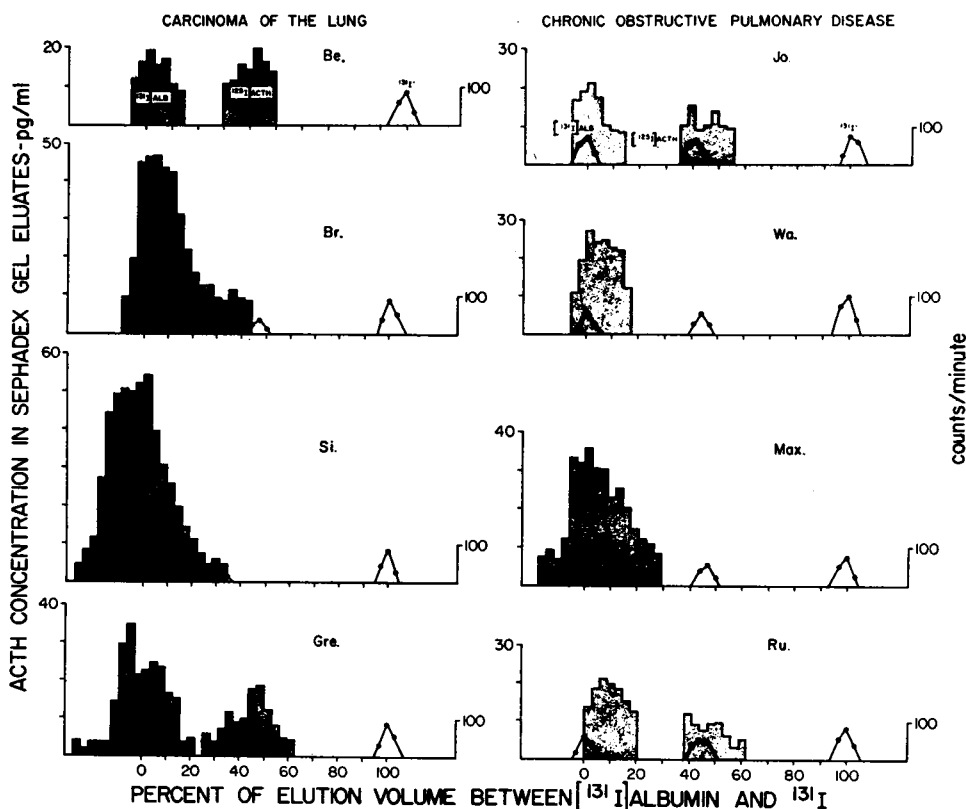 CARCINOMA OF THE LUNG
CHRONIC OBSTRUCTIVE PULMONARY DISEASE
ACTH CONCENTRATION IN SEPHADEX GEL ELUATES-pg/ml
counts/minute
20
Be.
[131I] ALB
[125I] ACTH
131I-
100
30
Jo.
[131I] ALB
[125I] ACTH
131I-
100
50
Br.
100
30
Wa.
100
60
Si.
100
40
Max.
100
40
Gre.
100
30
Ru.
100
0 20 40 60 80 100
0 20 40 60 80 100
PERCENT OF ELUTION VOLUME BETWEEN [131 I] ALBUMIN AND 131 I